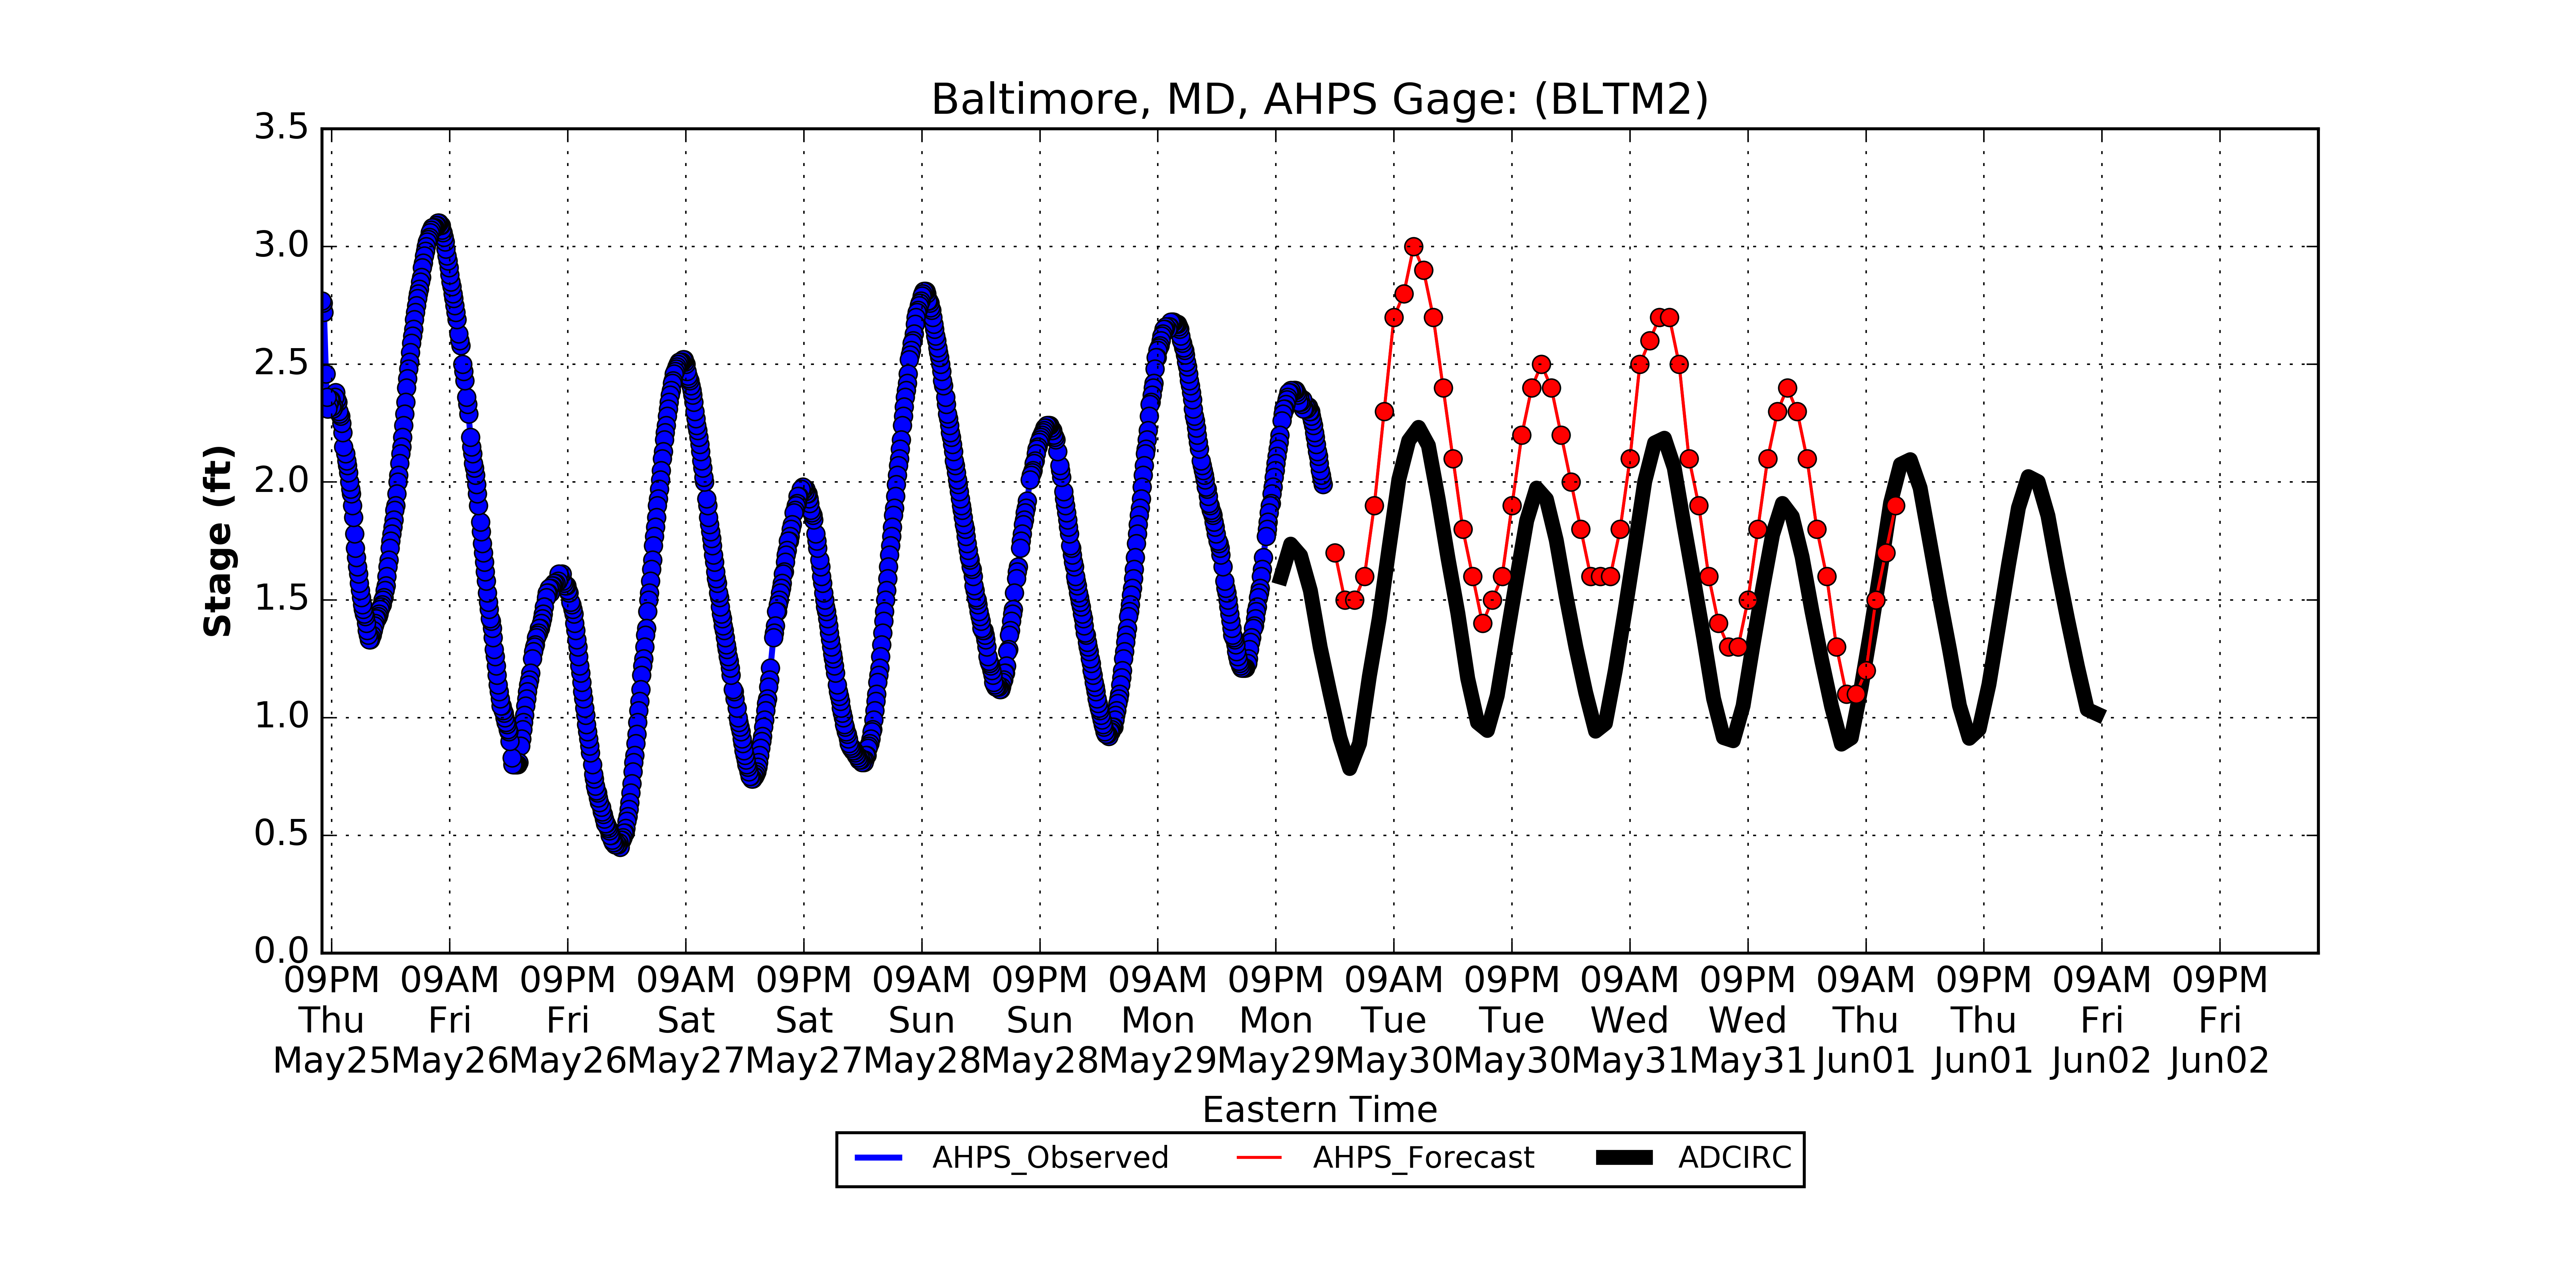 Baltimore, MD, AHPS Gage: (BLTM2)
3.5
3.0
2.5
2.0
1.5
1.0
0.5
0.0
Stage (ft)
09PM 09AM 09PM 09AM 09PM 09AM 09PM 09AM 09PM 09AM 09PM 09AM 09PM 09AM 09PM 09AM 09PM
Thu Fri Fri Sat Sat Sun Sun Mon Mon Tue Tue Wed Wed Thu Thu Fri Fri
May25 May26 May26 May27 May27 May28 May28 May29 May29 May30 May30 May31 May31 Jun01 Jun01 Jun02 Jun02
Eastern Time
AHPS_Observed AHPS_Forecast ADCIRC